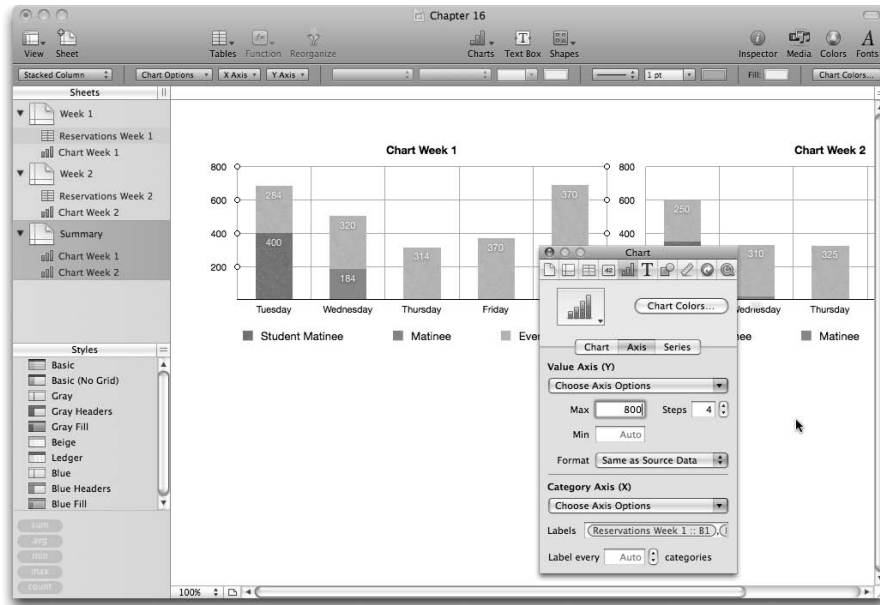 Chapter 16
View Sheet Tables Function Reorganize Charts Text Box Shapes Inspector Media Colors Fonts
Stacked Column Chart Options X Axis Y Axis 1 pt Fill: Chart Colors...
Sheets
Week 1
Reservations Week 1
Chart Week 1
Week 2
Reservations Week 2
Chart Week 2
Summary
Chart Week 1
Chart Week 2
Styles
Basic
Basic (No Grid)
Gray
Gray Headers
Gray Fill
Beige
Ledger
Blue
Blue Headers
Blue Fill
sum
avg
min
max
count
Chart Week 1
800
600
400
200
284
400
320
184
314
370
370
Tuesday Wednesday Thursday Friday
Student Matinee Matinee Eve
Chart Week 2
800
600
400
250
310
325
Wednesday Thursday
nee Matinee
Chart
42
Chart Colors...
Chart Axis Series
Value Axis (Y)
Choose Axis Options
Max 800 Steps 4
Min Auto
Format Same as Source Data
Category Axis (X)
Choose Axis Options
Labels Reservations Week 1 :: B1
Label every Auto categories
100%